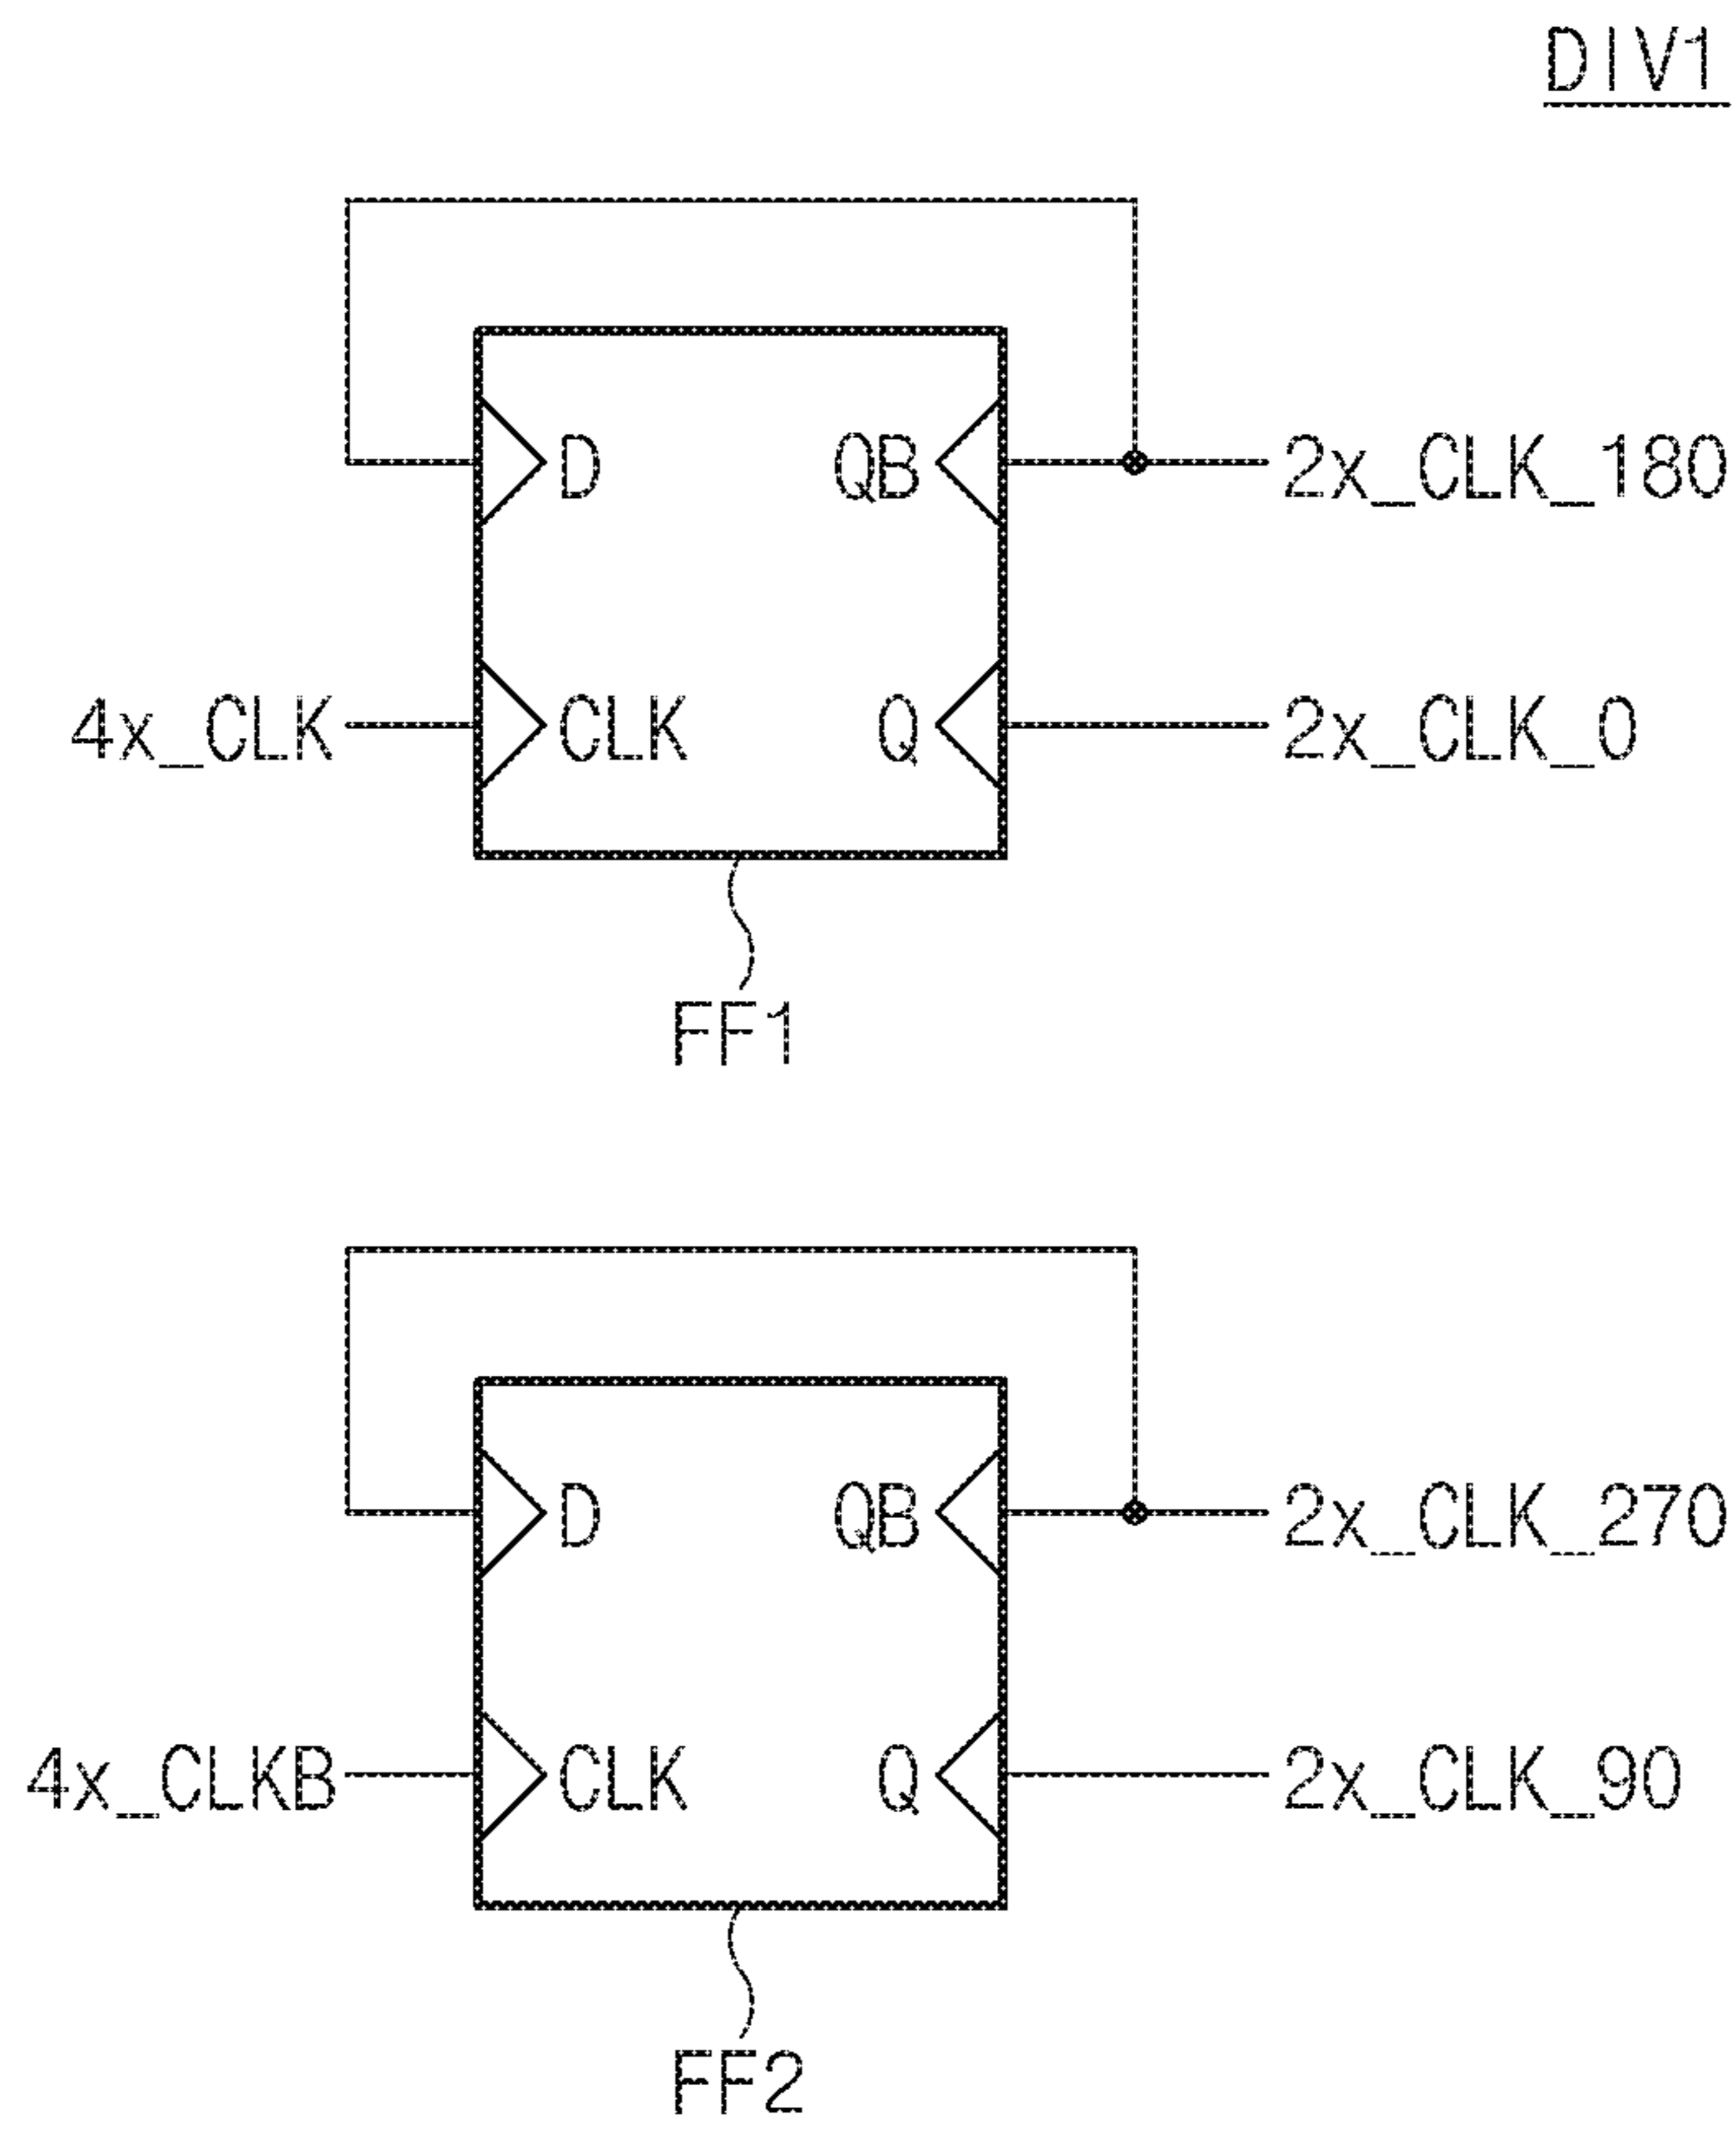 DIV1
D QB 2x_CLK_180
4x_CLK CLK Q 2x_CLK_0
FF1
D QB 2x_CLK_270
4x_CLKB CLK Q 2x_CLK_90
FF2